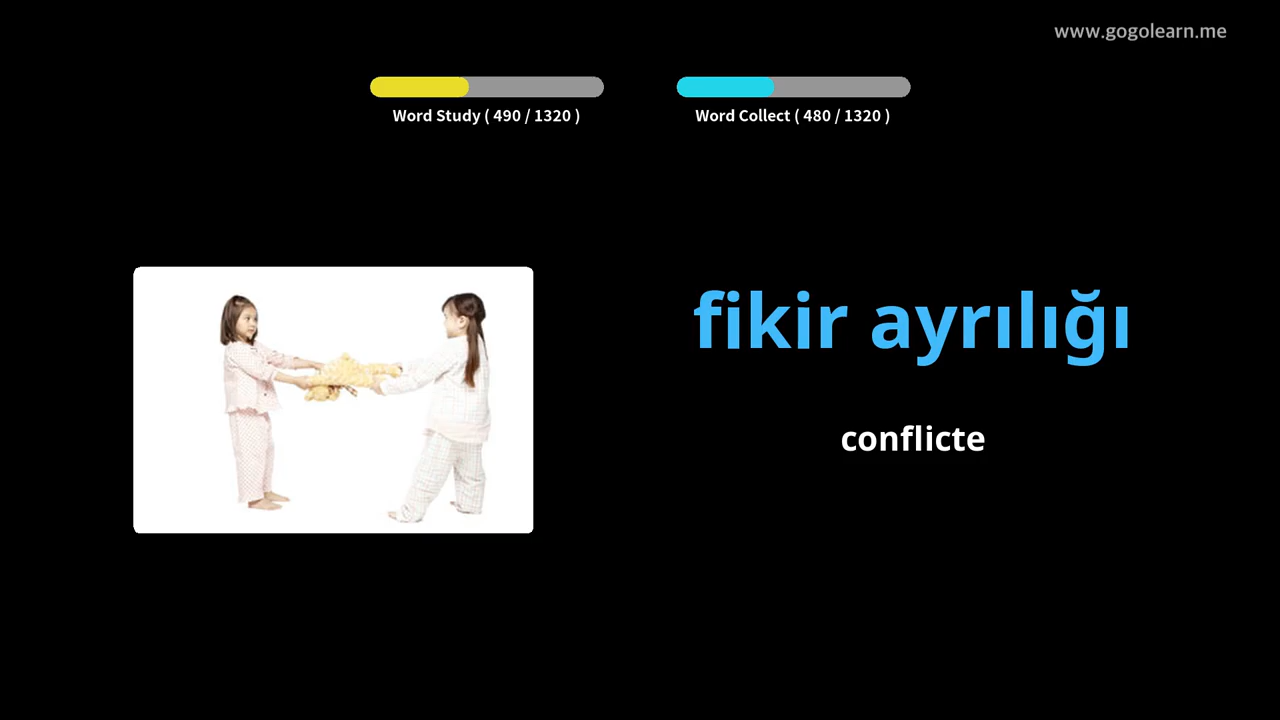 www.gogolearn.me
Word Study ( 490 / 1320 )
Word Collect ( 480 / 1320 )
fikir ayrılığı
conflicte